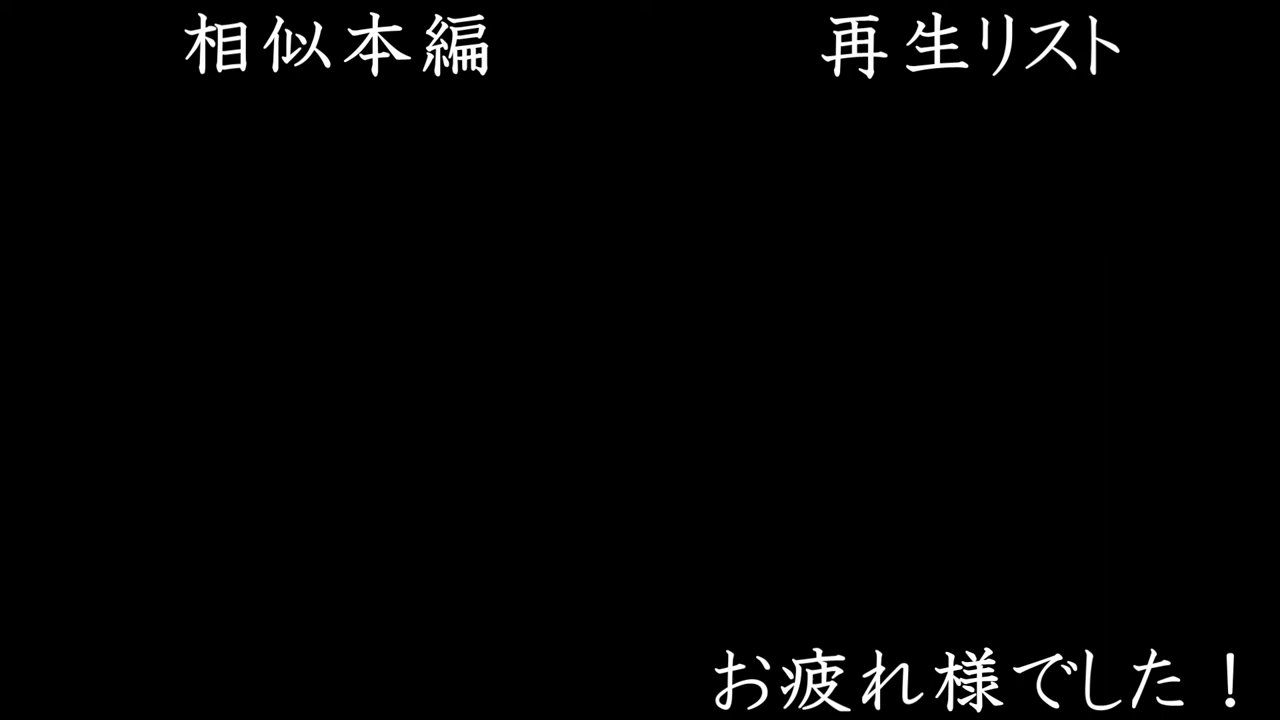 相似本編
再生リスト
お疲れ様でした！